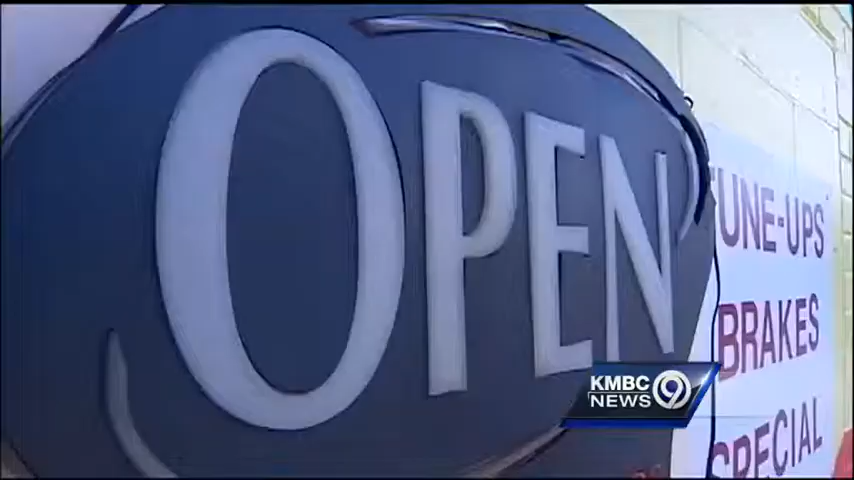 OPEN
TUNE-UPS
BRAKES
SPECIAL
KMBC 9
NEWS